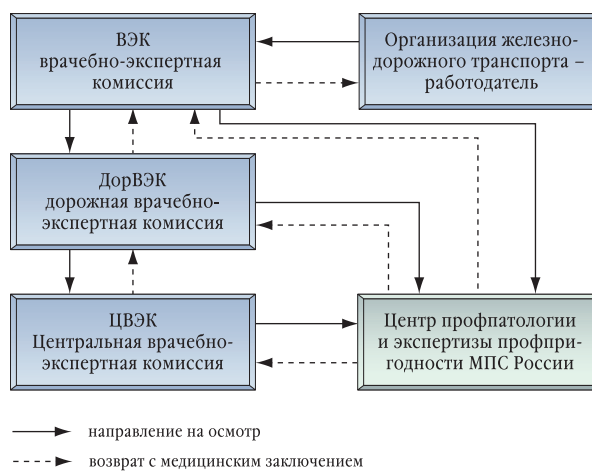 ВЭК
врачебно-экспертная
комиссия
Организация железно-
дорожного транспорта –
работодатель
ДорВЭК
дорожная врачебно-
экспертная комиссия
ЦВЭК
Центральная врачебно-
экспертная комиссия
Центр профпатологии
и экспертизы профпри-
годности МПС России
направление на осмотр
возврат с медицинским заключением